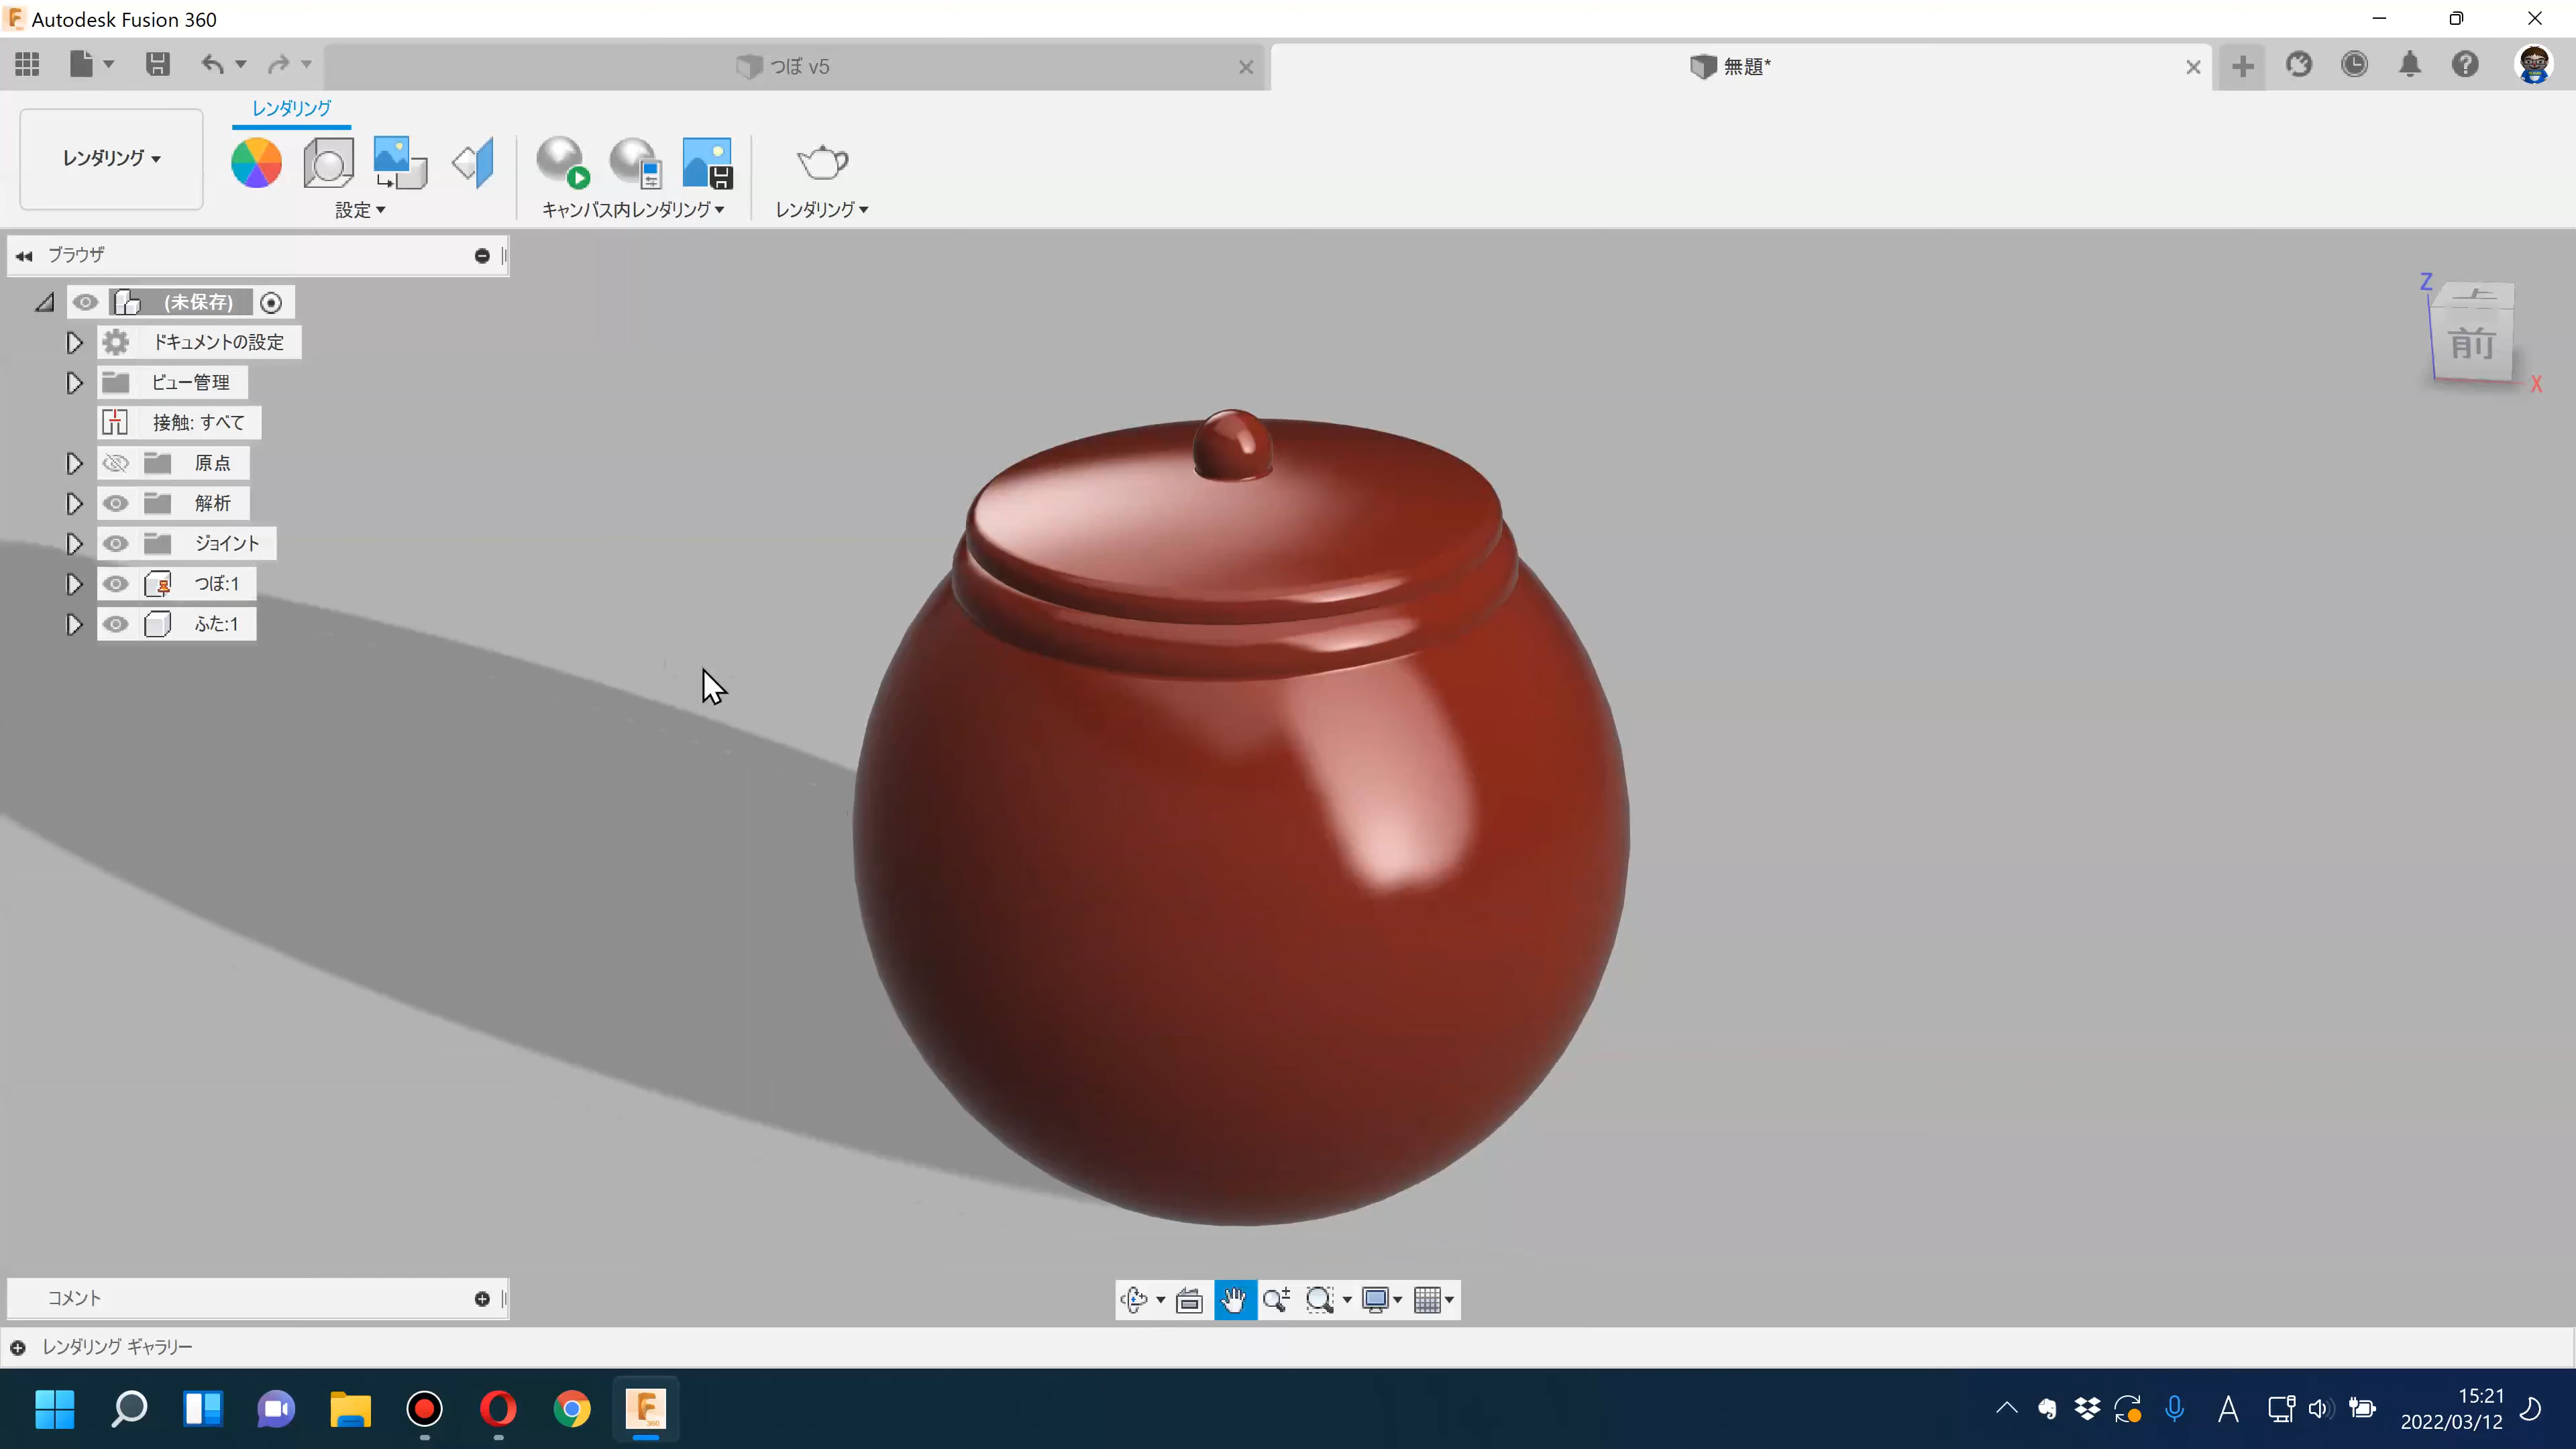 Autodesk Fusion 360
つぼ v5
無題*
レンダリング
レンダリング
設定
キャンバス内レンダリング
レンダリング
ブラウザ
(未保存)
ドキュメントの設定
ビュー管理
接触: すべて
原点
解析
ジョイント
つぼ:1
ふた:1
Z
上
前
X
コメント
レンダリング ギャラリー
360
A
15:21
2022/03/12